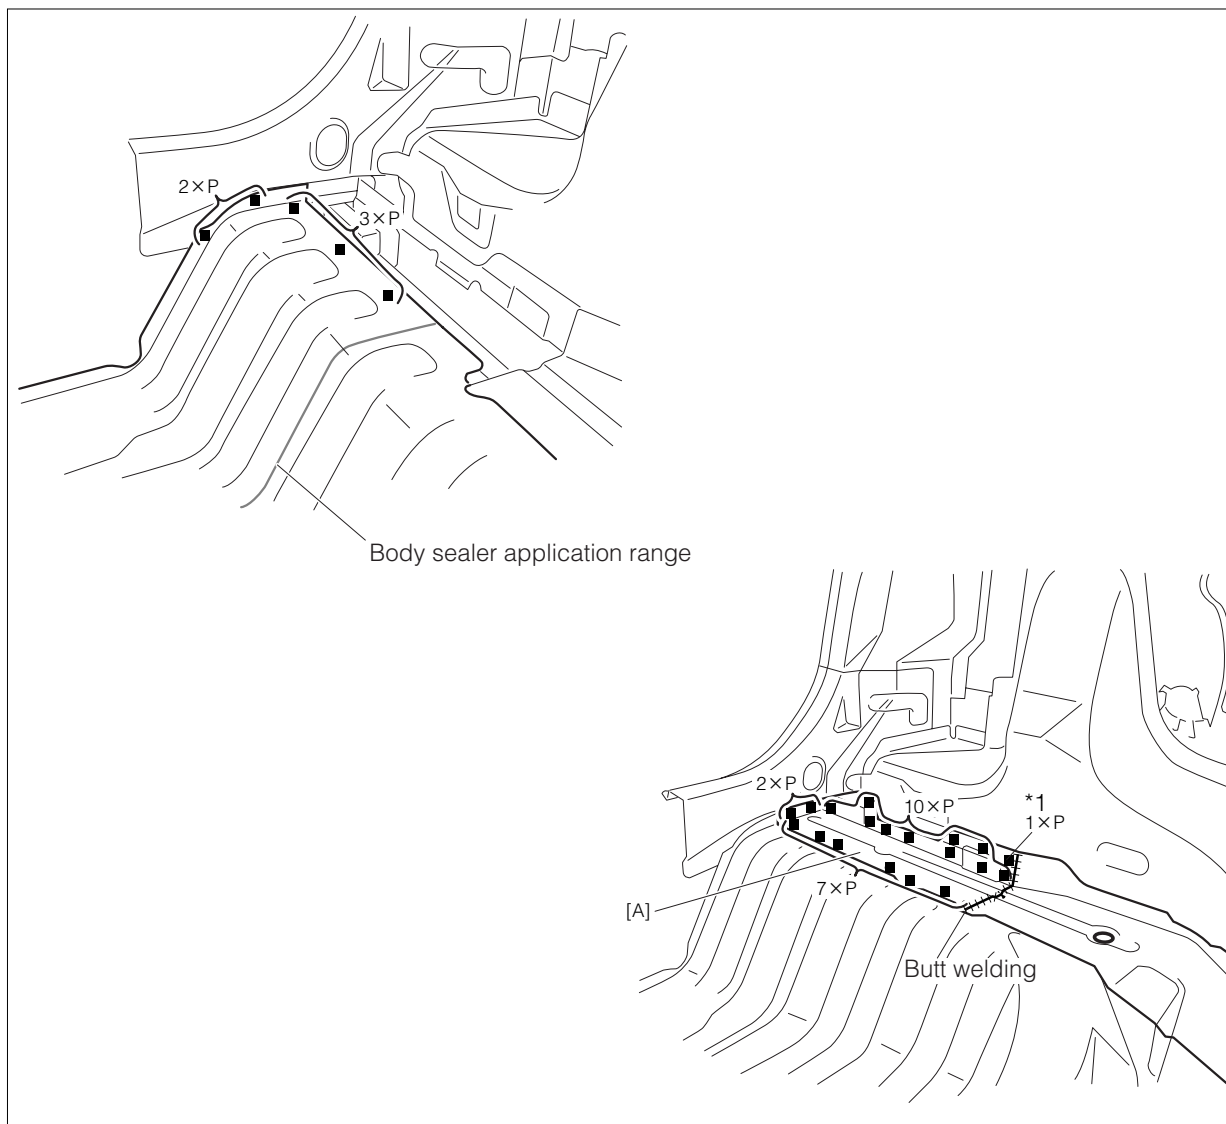 2×P
3×P
Body sealer application range
2×P
10×P
*1
1×P
7×P
[A]
Butt welding